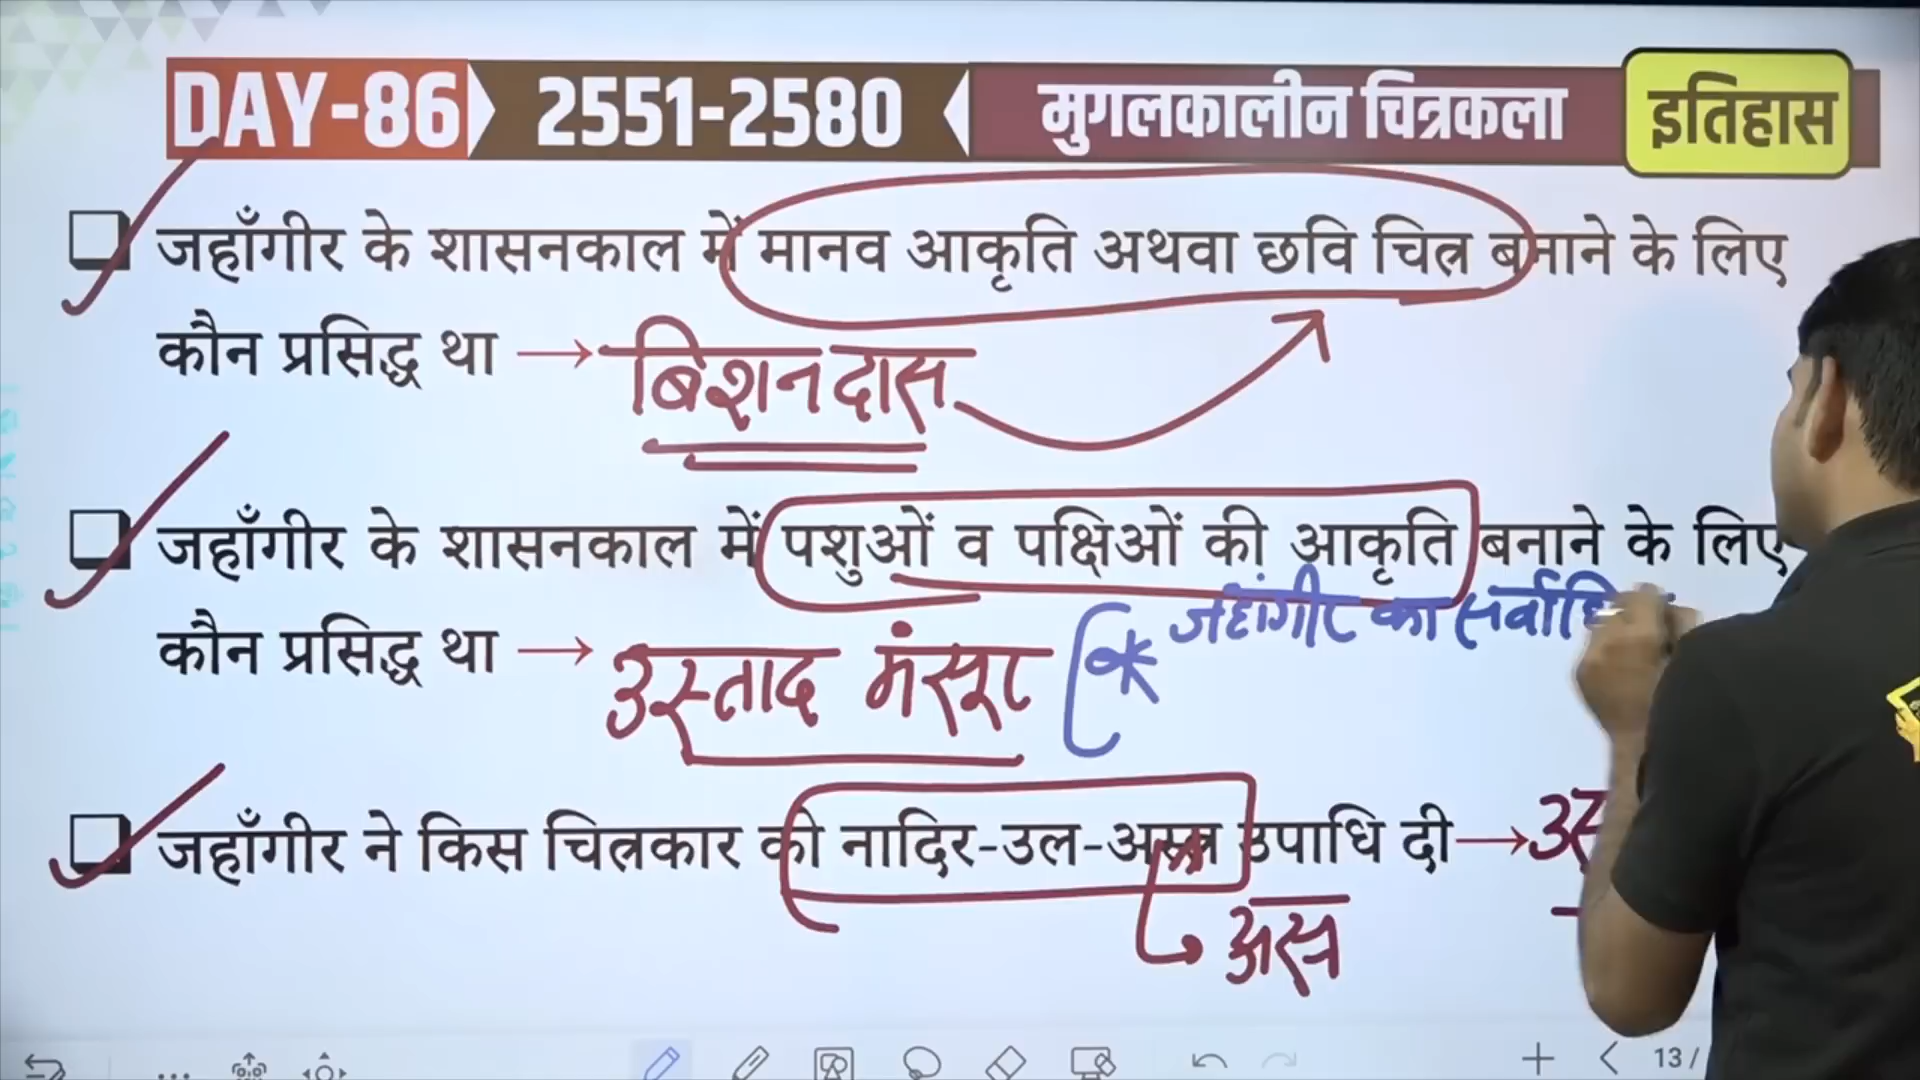 DAY-86 2551-2580 मुगलकालीन चित्रकला इतिहास
जहाँगीर के शासनकाल में मानव आकृति अथवा छवि चित्र बनाने के लिए
कौन प्रसिद्ध था → बिशनदास
जहाँगीर के शासनकाल में पशुओं व पक्षिओं की आकृति बनाने के लिए
* जहांगीर का
कौन प्रसिद्ध था → उस्ताद मंसूर
जहाँगीर ने किस चित्रकार को नादिर-उल-अस्त्र उपाधि दी →
13 /